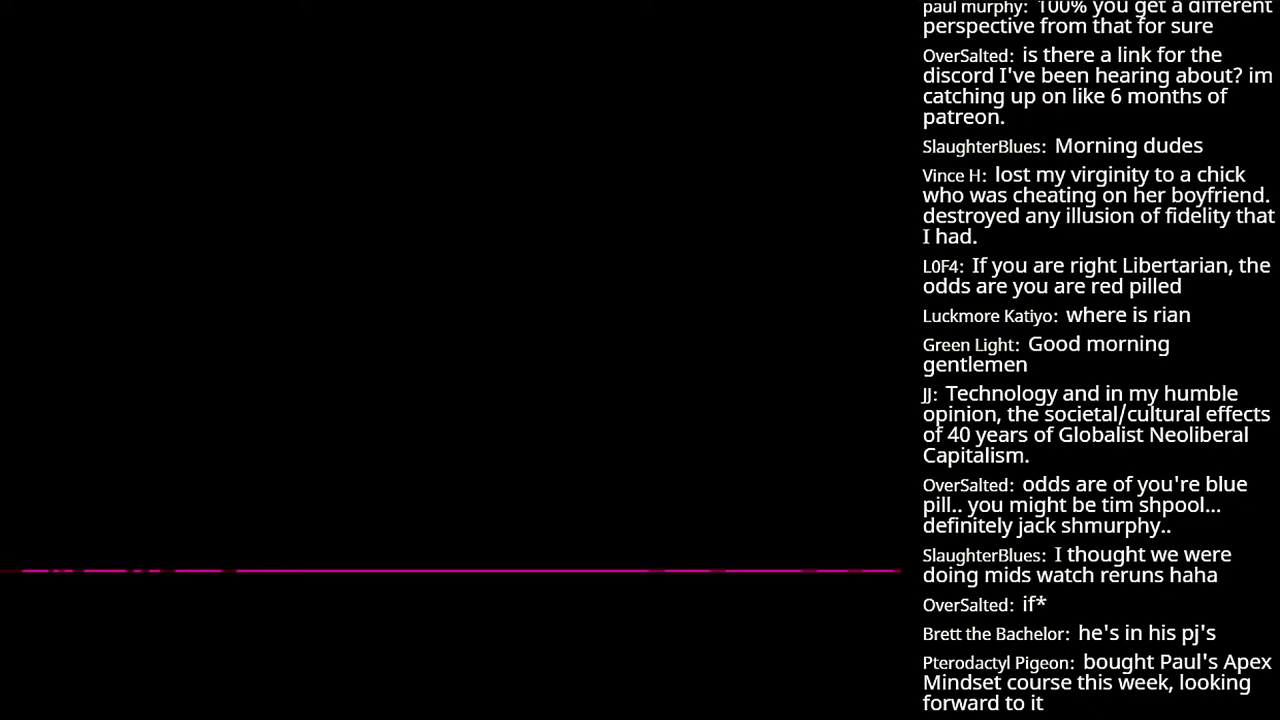 paul murphy: 100% you get a different
perspective from that for sure
OverSalted: is there a link for the
discord I've been hearing about? im
catching up on like 6 months of
patreon.
SlaughterBlues: Morning dudes
Vince H: lost my virginity to a chick
who was cheating on her boyfriend.
destroyed any illusion of fidelity that
I had.
L0F4: If you are right Libertarian, the
odds are you are red pilled
Luckmore Katiyo: where is rian
Green Light: Good morning
gentlemen
JJ: Technology and in my humble
opinion, the societal/cultural effects
of 40 years of Globalist Neoliberal
Capitalism.
OverSalted: odds are of you're blue
pill.. you might be tim shpool...
definitely jack shmurphy..
SlaughterBlues: I thought we were
doing mids watch reruns haha
OverSalted: if*
Brett the Bachelor: he's in his pj's
Pterodactyl Pigeon: bought Paul's Apex
Mindset course this week, looking
forward to it